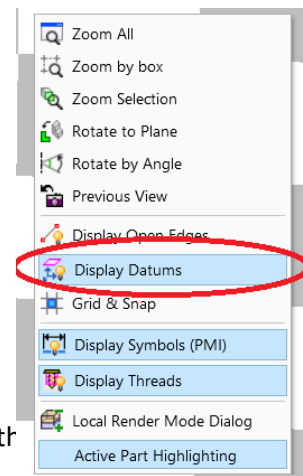 Zoom All
Zoom by box
Zoom Selection
Rotate to Plane
Rotate by Angle
Previous View
Display Open Edges
Display Datums
Grid & Snap
Display Symbols (PMI)
Display Threads
th
Local Render Mode Dialog
Active Part Highlighting